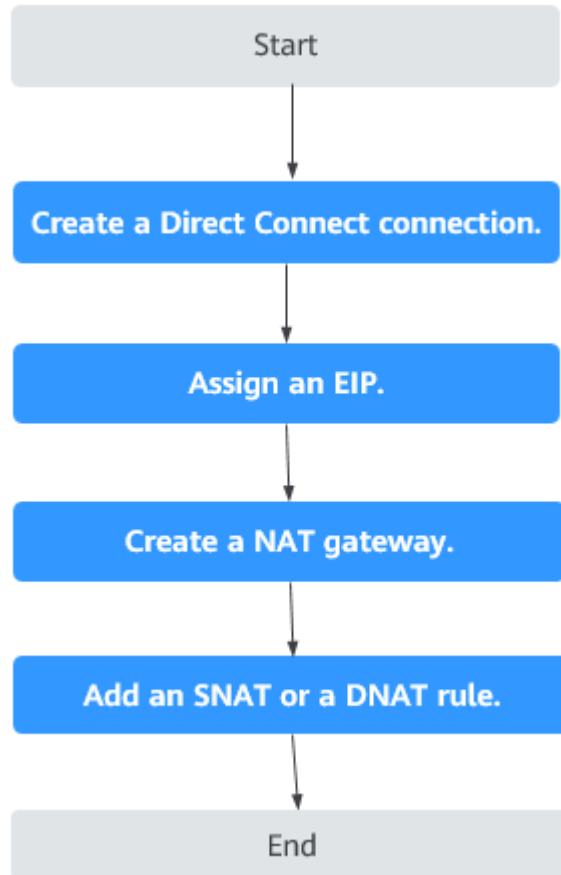 Start
Create a Direct Connect connection.
Assign an EIP.
Create a NAT gateway.
Add an SNAT or a DNAT rule.
End